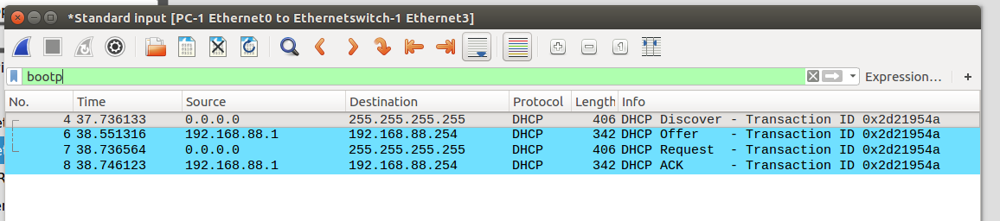 *Standard input [PC-1 Ethernet0 to Ethernetswitch-1 Ethernet3]
bootp
Expression… +
No. Time Source Destination Protocol Length Info
4 37.736133 0.0.0.0 255.255.255.255 DHCP 406 DHCP Discover - Transaction ID 0x2d21954a
6 38.551316 192.168.88.1 192.168.88.254 DHCP 342 DHCP Offer - Transaction ID 0x2d21954a
7 38.736564 0.0.0.0 255.255.255.255 DHCP 406 DHCP Request - Transaction ID 0x2d21954a
8 38.746123 192.168.88.1 192.168.88.254 DHCP 342 DHCP ACK - Transaction ID 0x2d21954a